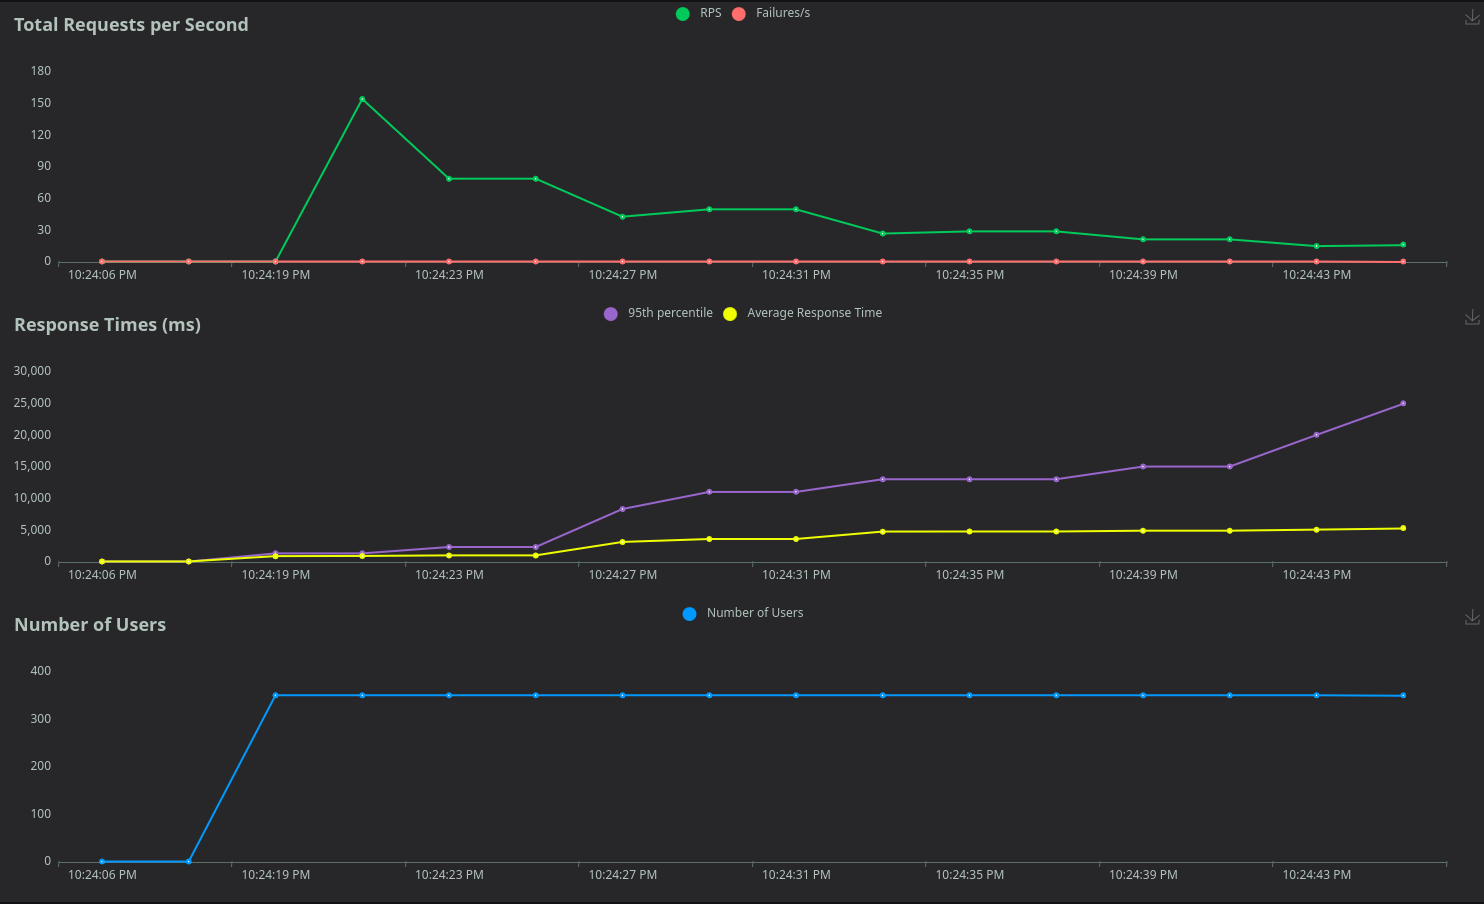 Total Requests per Second
RPS Failures/s
180
150
120
90
60
30
0
10:24:06 PM 10:24:19 PM 10:24:23 PM 10:24:27 PM 10:24:31 PM 10:24:35 PM 10:24:39 PM 10:24:43 PM
Response Times (ms)
95th percentile Average Response Time
30,000
25,000
20,000
15,000
10,000
5,000
0
10:24:06 PM 10:24:19 PM 10:24:23 PM 10:24:27 PM 10:24:31 PM 10:24:35 PM 10:24:39 PM 10:24:43 PM
Number of Users
Number of Users
400
300
200
100
0
10:24:06 PM 10:24:19 PM 10:24:23 PM 10:24:27 PM 10:24:31 PM 10:24:35 PM 10:24:39 PM 10:24:43 PM